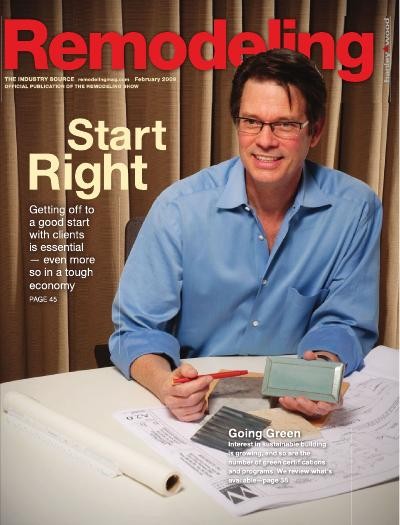 Remodeling
hanley wood
THE INDUSTRY SOURCE remodelingmag.com February 2009
OFFICIAL PUBLICATION OF THE REMODELING SHOW
Start
Right
Getting off to
a good start
with clients
is essential
— even more
so in a tough
economy
PAGE 45
A2.0
Going Green
Interest in sustainable building
is growing, and so are the
number of green certifications
and programs. We review what's
available—page 38